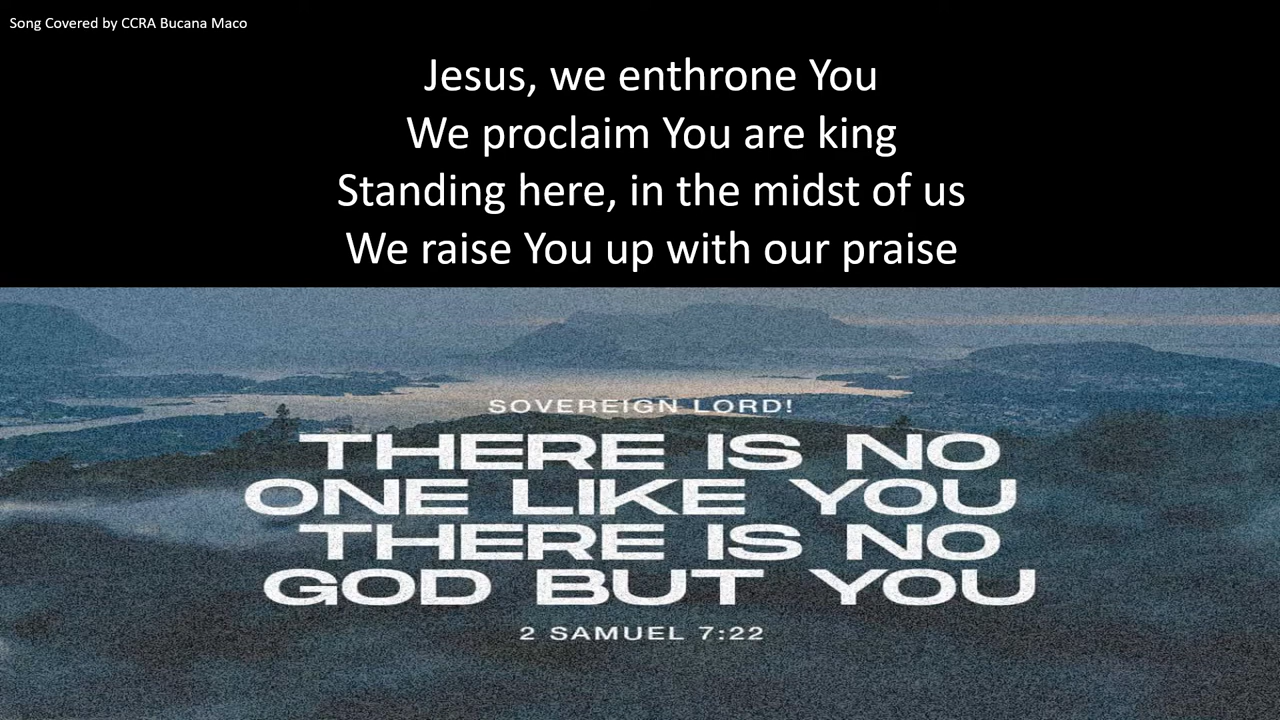 Song Covered by CCRA Bucana Maco
Jesus, we enthrone You
We proclaim You are king
Standing here, in the midst of us
We raise You up with our praise
SOVEREIGN LORD!
THERE IS NO
ONE LIKE YOU
THERE IS NO
GOD BUT YOU
2 SAMUEL 7:22